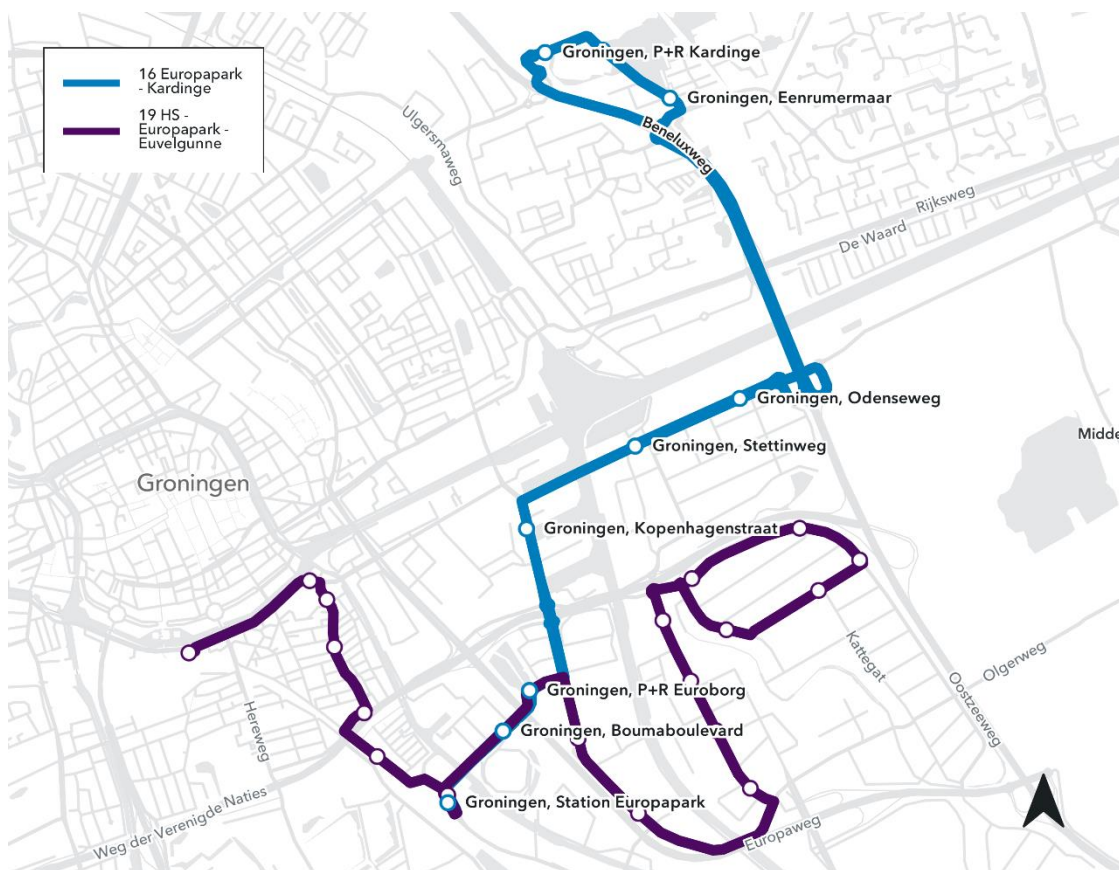 16 Europapark
- Kardinge
19 HS -
Europapark -
Euvelgunne
Groningen, P+R Kardinge
Groningen, Eenrumermaar
Ulgersmaweg
Beneluxweg
Rijksweg
De Waard
Groningen, Odenseweg
Groningen, Stettinweg
Midde
Groningen
Groningen, Kopenhagenstraat
Kattegat
Olgerweg
Oostzeeweg
Hereweg
Groningen, P+R Euroborg
Groningen, Boumaboulevard
Groningen, Station Europapark
Weg der Verenigde Naties
Europaweg